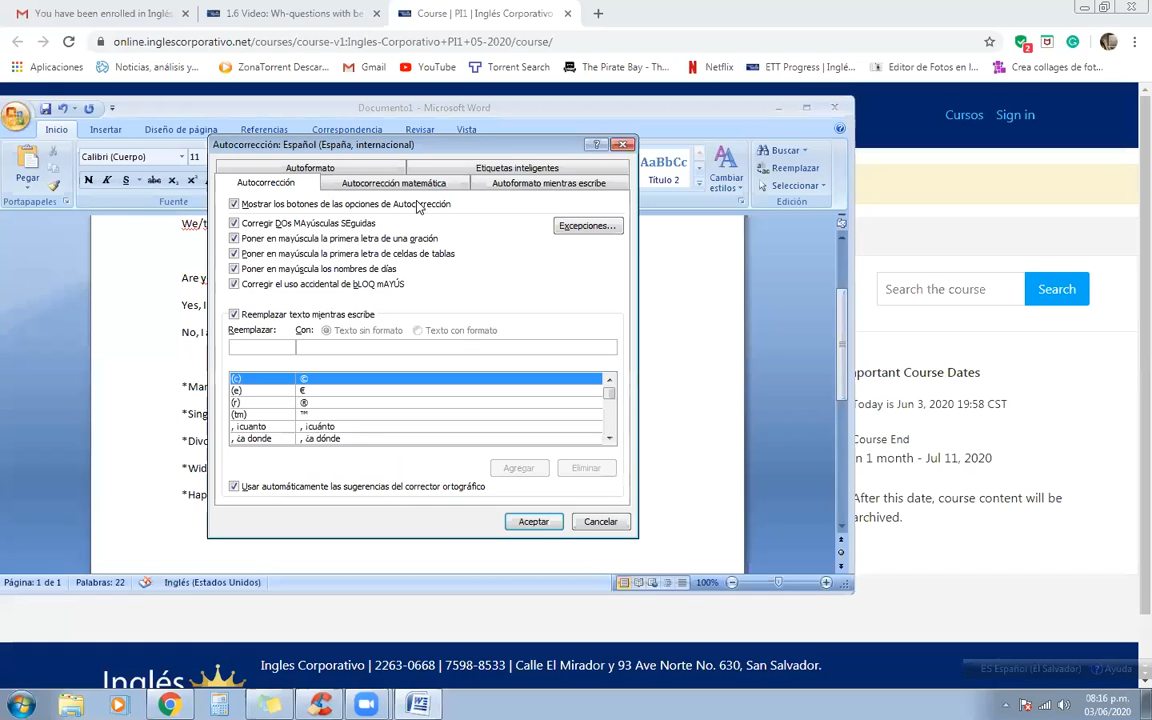 You have been enrolled in Inglés
1.6 Video: Wh-questions with be
Course | PI1 | Inglés Corporativo
online.inglescorporativo.net/courses/course-v1:Ingles-Corporativo+PI1+05-2020/course/
2
Aplicaciones
Noticias, análisis y...
ZonaTorrent Descar...
Gmail
YouTube
Torrent Search
The Pirate Bay - Th...
Netflix
ETT Progress | Inglé...
Editor de Fotos en l...
Crea collages de fot...
Cursos
Sign in
Documento1 - Microsoft Word
Inicio
Insertar
Diseño de página
Referencias
Correspondencia
Revisar
Vista
Pegar
Portapapeles
Calibri (Cuerpo)
11
N K S
Fuente
AaBbCc
Título 2
Cambiar estilos
Buscar
Reemplazar
Seleccionar
Edición
Autocorrección: Español (España, internacional)
Autoformato
Etiquetas inteligentes
Autocorrección
Autocorrección matemática
Autoformato mientras escribe
Mostrar los botones de las opciones de Autocorrección
Corregir DOs MAyúsculas SEguidas
Excepciones...
Poner en mayúscula la primera letra de una oración
Poner en mayúscula la primera letra de celdas de tablas
Poner en mayúscula los nombres de días
Corregir el uso accidental de bLOQ mAYÚS
Reemplazar texto mientras escribe
Reemplazar:
Con:
Texto sin formato
Texto con formato
(c) ©
(e) €
(r) ®
(tm) ™
, ¡cuanto , ¡cuánto
, ¿a donde , ¿a dónde
Agregar
Eliminar
Usar automáticamente las sugerencias del corrector ortográfico
Aceptar
Cancelar
We/t
Are y
Yes, I
No, I a
*Mar
*Sing
*Divo
*Wid
*Hap
Página: 1 de 1
Palabras: 22
Inglés (Estados Unidos)
100%
Search the course
Search
mportant Course Dates
Today is Jun 3, 2020 19:58 CST
Course End
in 1 month - Jul 11, 2020
After this date, course content will be
archived.
Inglés
Ingles Corporativo | 2263-0668 | 7598-8533 | Calle El Mirador y 93 Ave Norte No. 630, San Salvador.
ES Español (El Salvador)
Ayuda
08:16 p.m.
03/06/2020